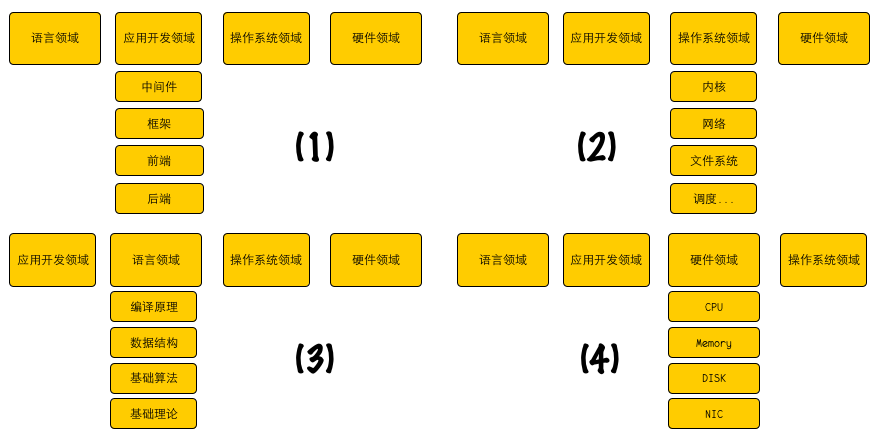 语言领域
应用开发领域
操作系统领域
硬件领域
中间件
框架
前端
后端
(1)
语言领域
应用开发领域
操作系统领域
硬件领域
内核
网络
文件系统
调度...
(2)
应用开发领域
语言领域
操作系统领域
硬件领域
编译原理
数据结构
基础算法
基础理论
(3)
语言领域
应用开发领域
硬件领域
操作系统领域
CPU
Memory
DISK
NIC
(4)